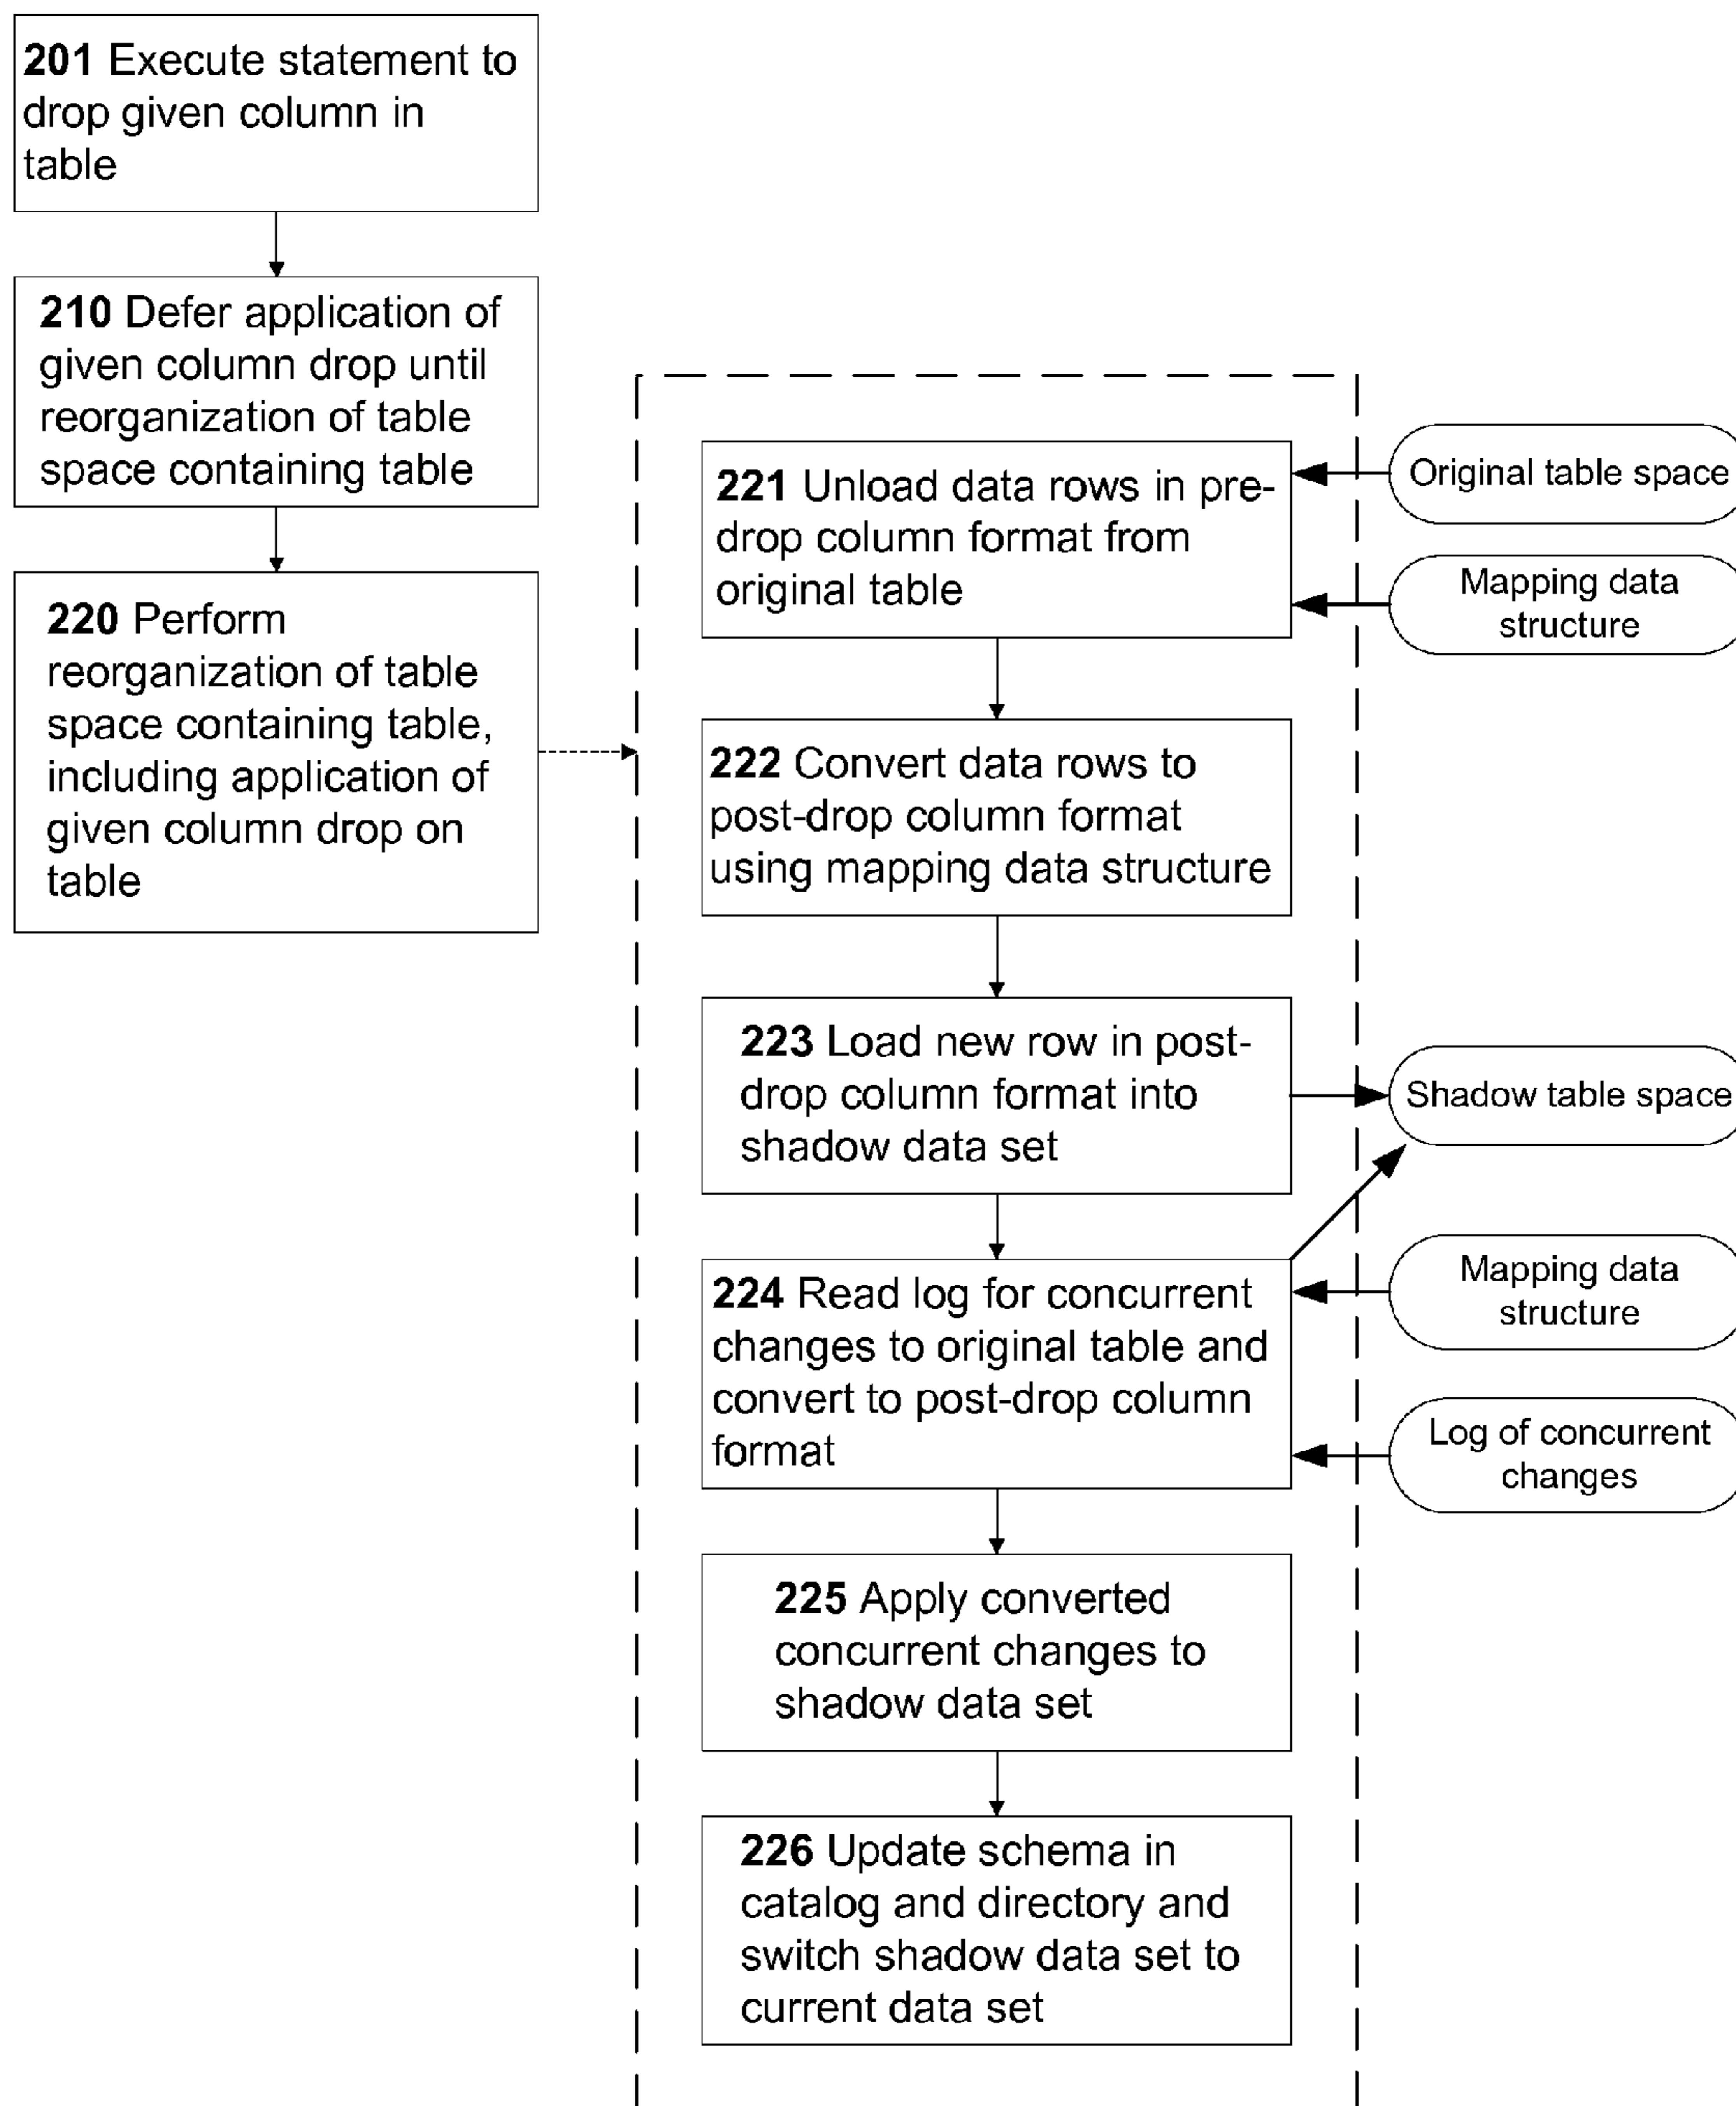 201 Execute statement to
drop given column in
table
210 Defer application of
given column drop until
reorganization of table
space containing table
220 Perform
reorganization of table
space containing table,
including application of
given column drop on
table
221 Unload data rows in pre-
drop column format from
original table
Original table space
Mapping data
structure
222 Convert data rows to
post-drop column format
using mapping data structure
223 Load new row in post-
drop column format into
shadow data set
Shadow table space
224 Read log for concurrent
changes to original table and
convert to post-drop column
format
Mapping data
structure
Log of concurrent
changes
225 Apply converted
concurrent changes to
shadow data set
226 Update schema in
catalog and directory and
switch shadow data set to
current data set